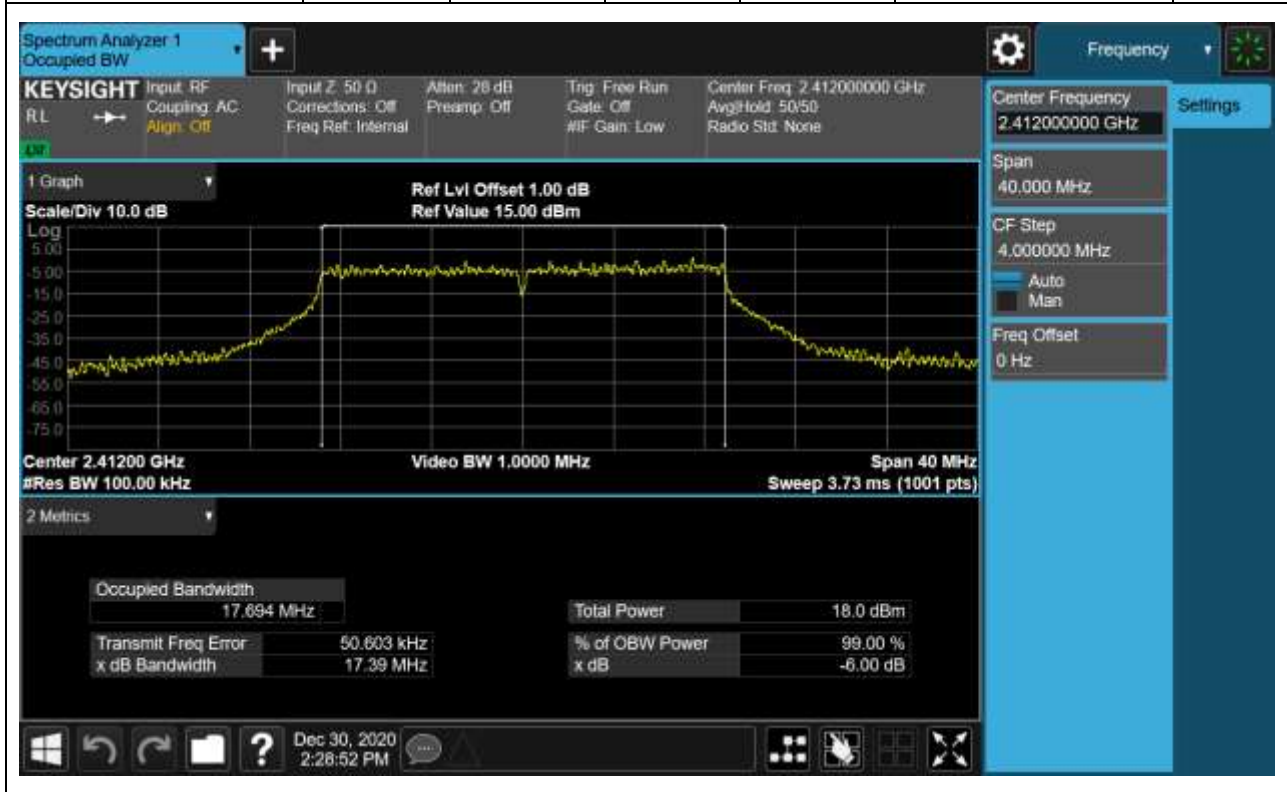 Spectrum Analyzer 1
Occupied BW
Frequency
KEYSIGHT
RL
Input: RF
Coupling: AC
Align: Off
Input Z: 50 Ω
Corrections: Off
Freq Ref: Internal
Atten: 28 dB
Preamp: Off
Trig: Free Run
Gate: Off
#IF Gain: Low
Center Freq: 2.412000000 GHz
Avg|Hold: 50/50
Radio Std: None
Center Frequency
2.412000000 GHz
Settings
Span
40.000 MHz
CF Step
4.000000 MHz
Auto
Man
Freq Offset
0 Hz
1 Graph
Scale/Div 10.0 dB
Ref Lvl Offset 1.00 dB
Ref Value 15.00 dBm
Log
5.00
-5.00
-15.0
-25.0
-35.0
-45.0
-55.0
-65.0
-75.0
Center 2.41200 GHz
#Res BW 100.00 kHz
Video BW 1.0000 MHz
Span 40 MHz
Sweep 3.73 ms (1001 pts)
2 Metrics
Occupied Bandwidth
17.694 MHz
Transmit Freq Error 50.603 kHz
x dB Bandwidth 17.39 MHz
Total Power 18.0 dBm
% of OBW Power 99.00 %
x dB -6.00 dB
?
Dec 30, 2020
2:28:52 PM